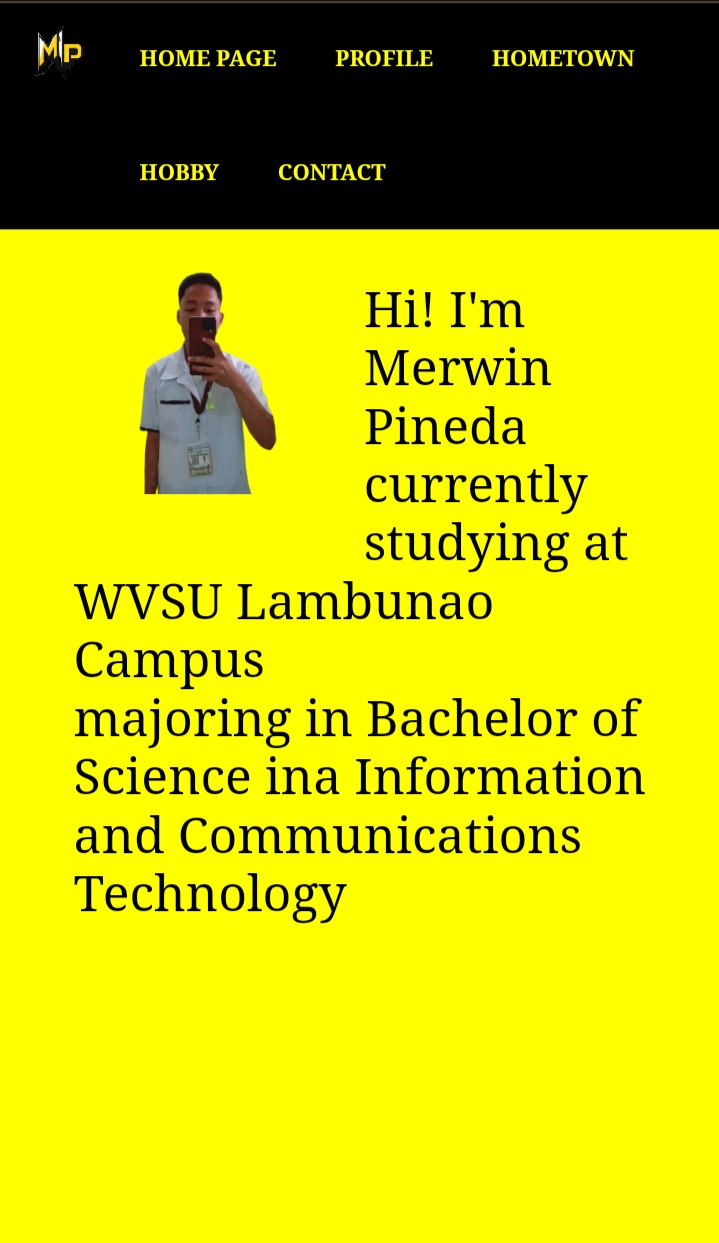 MP
HOME PAGE PROFILE HOMETOWN
HOBBY CONTACT
Hi! I'm
Merwin
Pineda
currently
studying at
WVSU Lambunao
Campus
majoring in Bachelor of
Science ina Information
and Communications
Technology